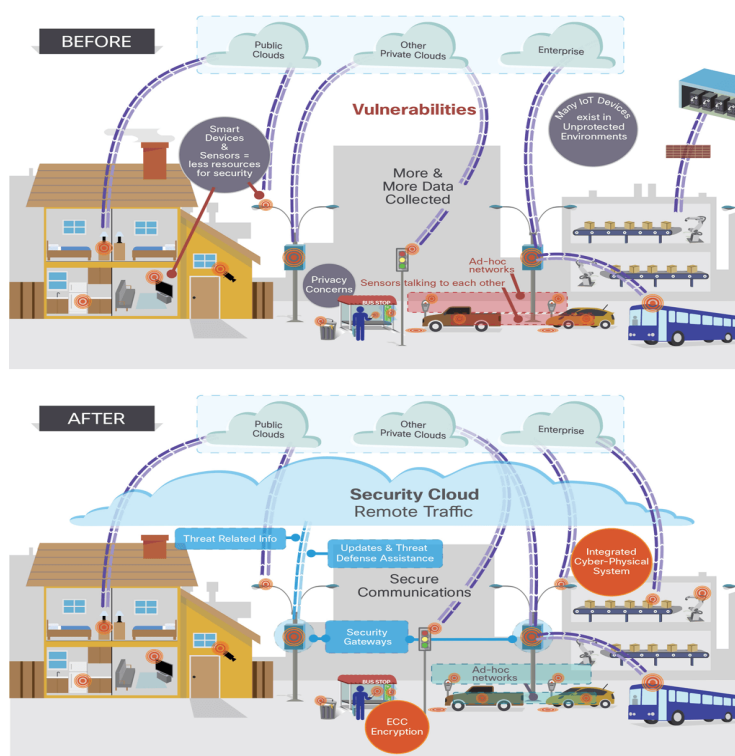 BEFORE
Public
Clouds
Other
Private Clouds
Enterprise
Vulnerabilities
Smart
Devices
&
Sensors =
less resources
for security
Many IoT Devices
exist in
Unprotected
Environments
More &
More Data
Collected
Privacy
Concerns
Ad-hoc
networks
Sensors talking to each other
BUS STOP
AFTER
Public
Clouds
Other
Private Clouds
Enterprise
Security Cloud
Remote Traffic
Threat Related Info
Updates & Threat
Defense Assistance
Integrated
Cyber-Physical
System
Secure
Communications
Security
Gateways
Ad-hoc
networks
BUS STOP
ECC
Encryption